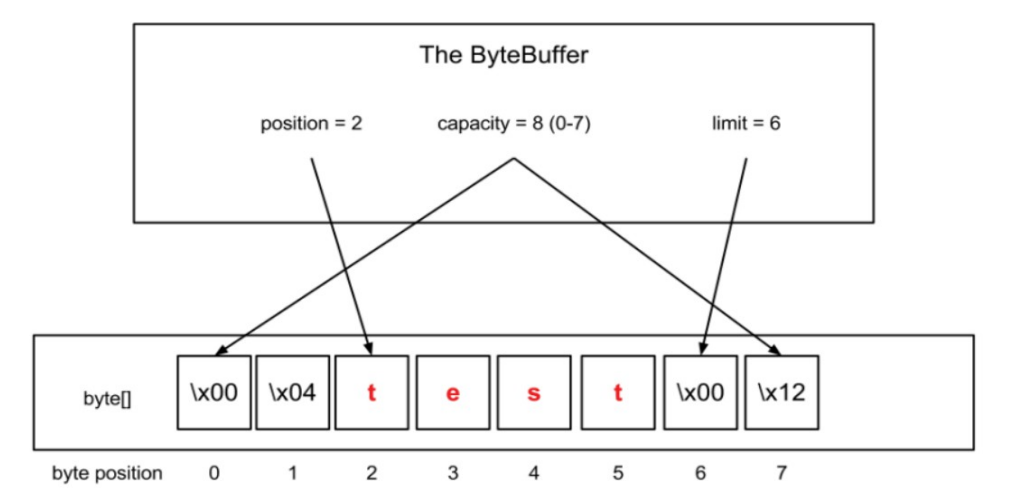 The ByteBuffer
position = 2 capacity = 8 (0-7) limit = 6
byte[] \x00 \x04 t e s t \x00 \x12
byte position 0 1 2 3 4 5 6 7